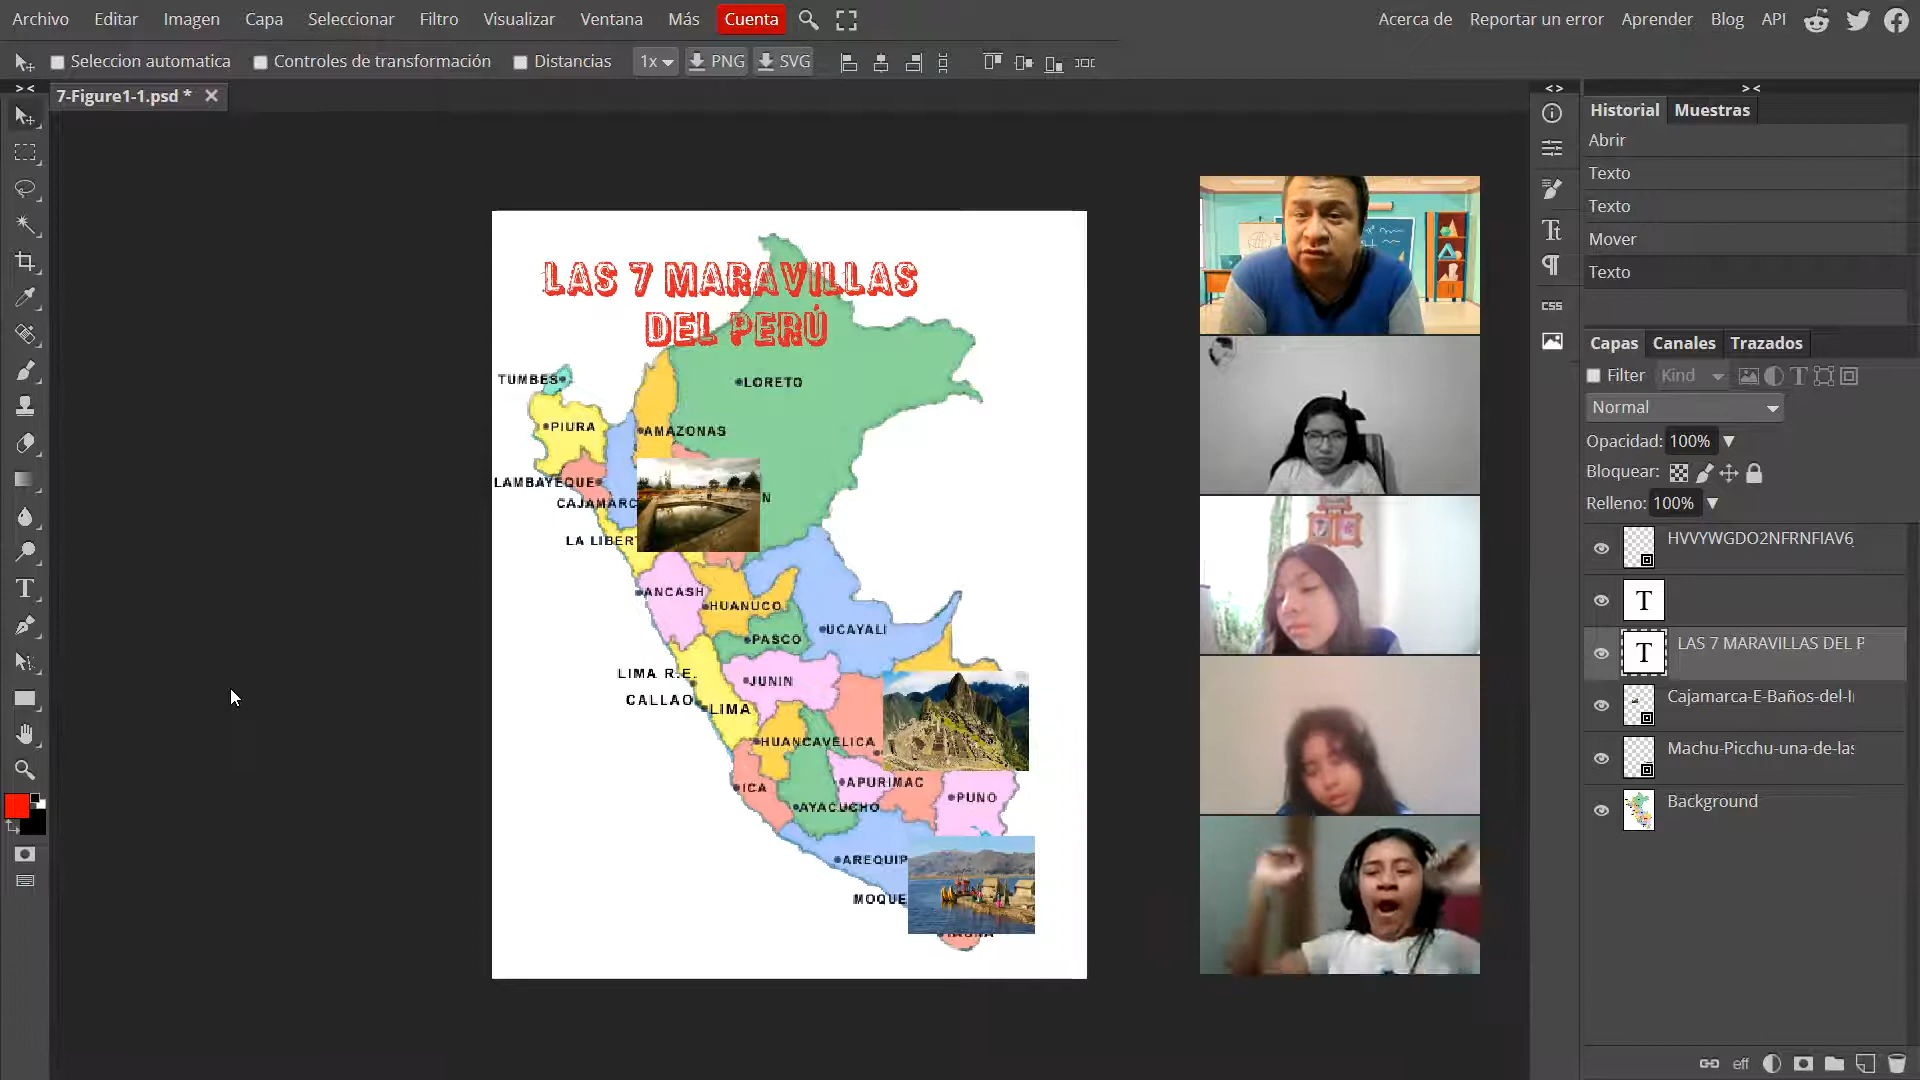 Archivo Editar Imagen Capa Seleccionar Filtro Visualizar Ventana Más Cuenta Acerca de Reportar un error Aprender Blog API
Seleccion automatica Controles de transformación Distancias 1x PNG SVG
7-Figure1-1.psd *
LAS 7 MARAVILLAS
DEL PERÚ
TUMBES
LORETO
PIURA
AMAZONAS
LAMBAYEQUE
CAJAMARC
N
LA LIBERT
ANCASH
HUANUCO
UCAYALI
PASCO
LIMA R.E.
JUNIN
CALLAO
LIMA
HUANCAVELICA
APURIMAC
ICA
PUNO
AYACUCHO
AREQUIP
MOQUE
CSS
Historial Muestras
Abrir
Texto
Texto
Mover
Texto
Capas Canales Trazados
Filter Kind
Normal
Opacidad: 100%
Bloquear:
Relleno: 100%
HVVYWGDO2NFRNFIAV6
T
T LAS 7 MARAVILLAS DEL P
Cajamarca-E-Baños-del-I
Machu-Picchu-una-de-las
Background
eff